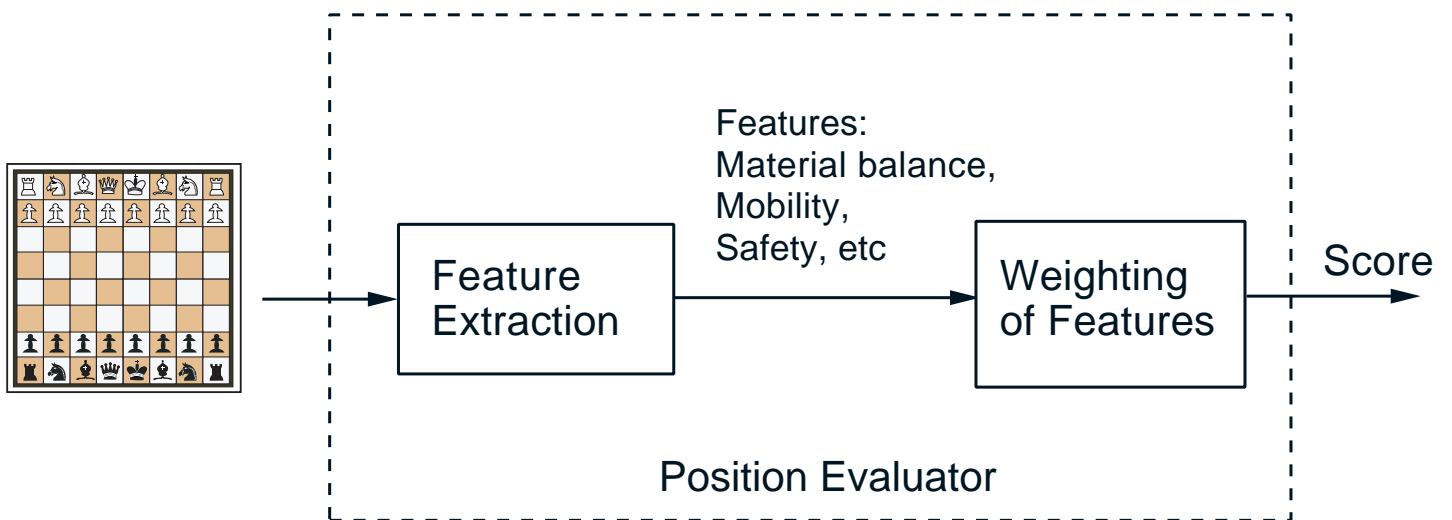 Features:
Material balance,
Mobility,
Safety, etc
Feature
Extraction
Weighting
of Features
Score
Position Evaluator